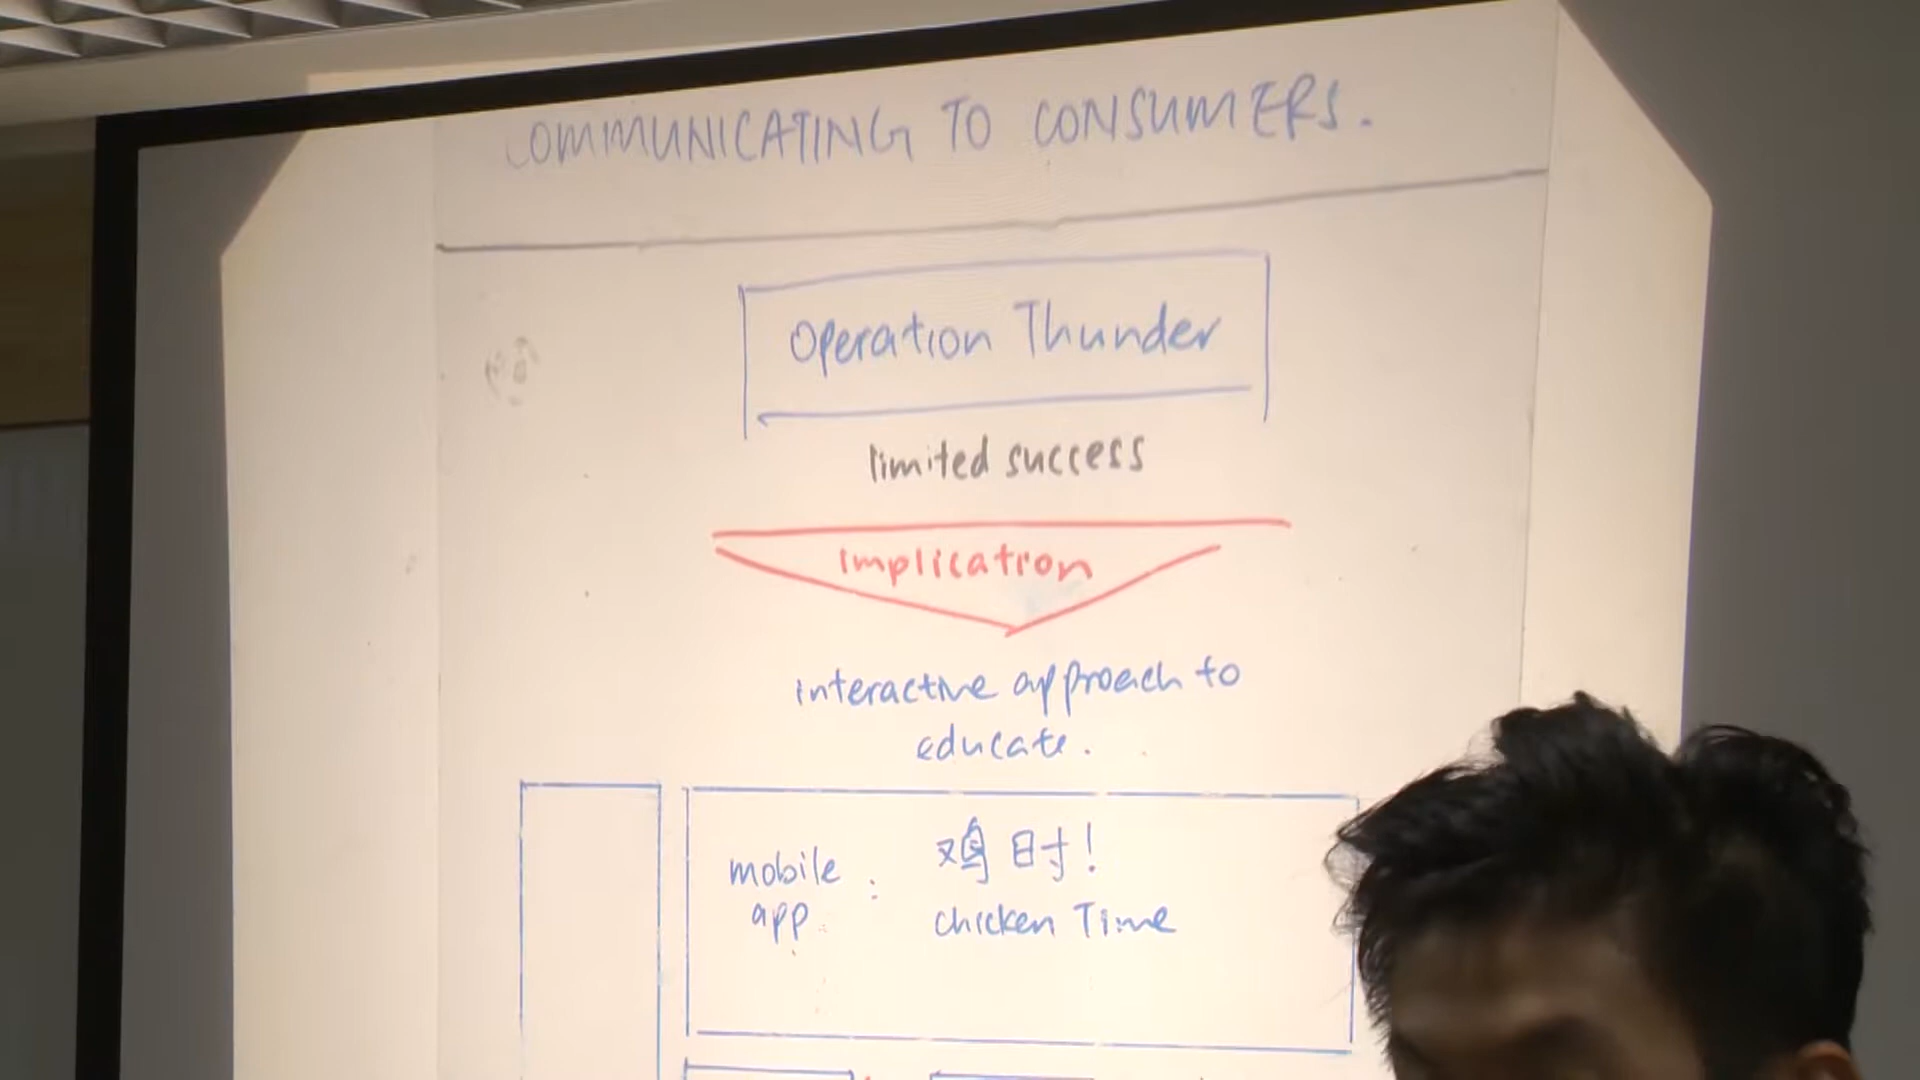 COMMUNICATING TO CONSUMERS.
Operation Thunder
limited success
implication
interactive approach to
educate.
mobile
app
:
鸡时!
chicken Time